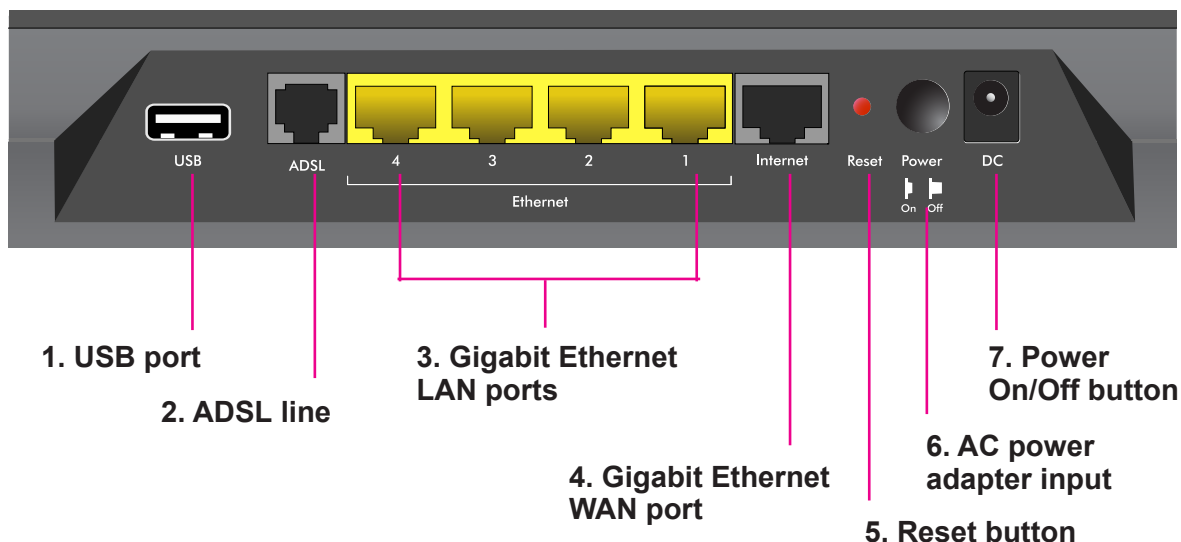 USB
ADSL
4 3 2 1
Ethernet
Internet
Reset
Power
On Off
DC
1. USB port
2. ADSL line
3. Gigabit Ethernet
LAN ports
4. Gigabit Ethernet
WAN port
5. Reset button
6. AC power
adapter input
7. Power
On/Off button